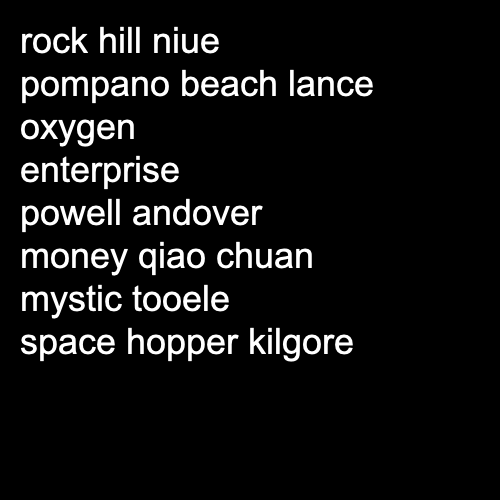 rock hill niue
pompano beach lance
oxygen
enterprise
powell andover
money qiao chuan
mystic tooele
space hopper kilgore